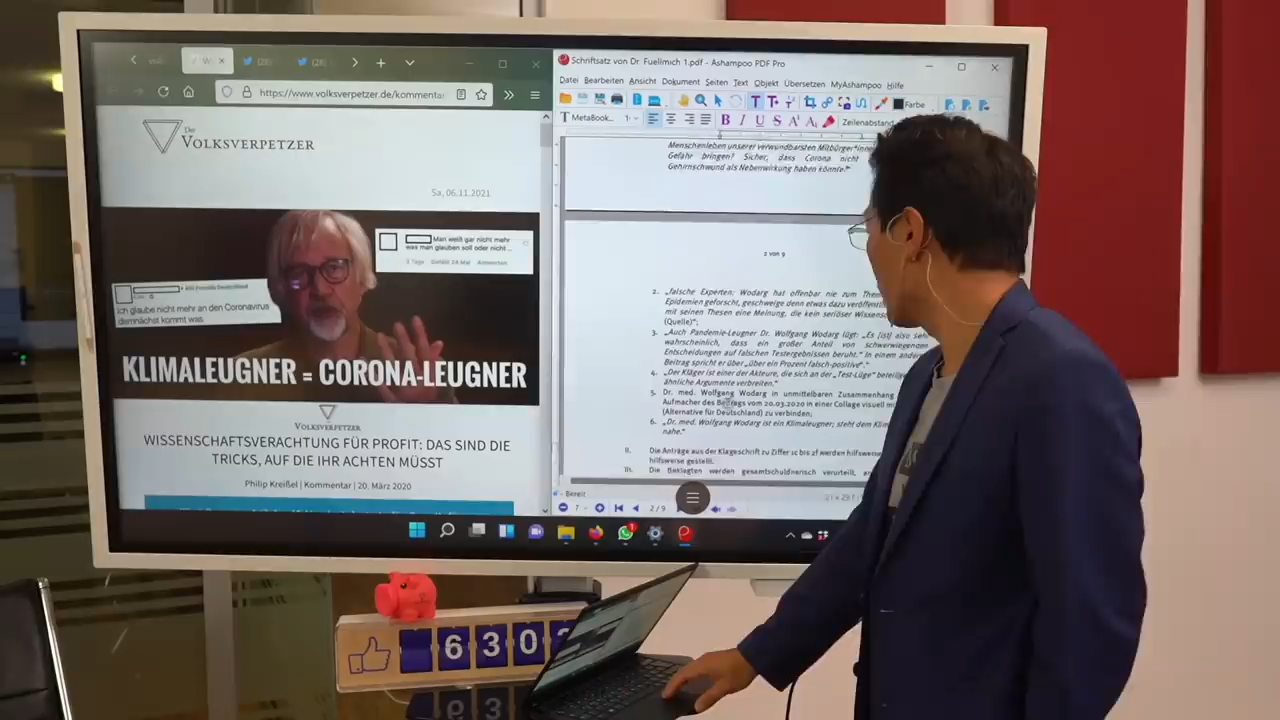 https://www.volksverpetzer.de/kommenta
Der
VOLKSVERPETZER
Sa, 06.11.2021
Man weiß gar nicht mehr
was man glauben soll oder nicht ...
Ich glaube nicht mehr an den Coronavirus
demnächst kommt was.
KLIMALEUGNER = CORONA-LEUGNER
VOLKSVERPETZER
WISSENSCHAFTSVERACHTUNG FÜR PROFIT: DAS SIND DIE
TRICKS, AUF DIE IHR ACHTEN MÜSST
Philip Kreißel | Kommentar | 20. März 2020
Schriftsatz von Dr. Fuellmich 1.pdf - Ashampoo PDF Pro
Datei Bearbeiten Ansicht Dokument Seiten Text Objekt Übersetzen MyAshampoo Hilfe
Farbe
MetaBook...
B I U S A A
Zeilenabstand
Menschenleben unserer verwundbarsten Mitbürger*inne
Gefahr bringen? Sicher, dass Corona nicht
Gehirnschwund als Nebenwirkung haben könnte?"
2 von 9
2. „falsche Experten: Wodarg hat offenbar nie zum Them
Epidemien geforscht, geschweige denn etwas dazu veröffentli
mit seinen Thesen eine Meinung, die kein seriöser Wissens
(Quelle)";
3. „Auch Pandemie-Leugner Dr. Wolfgang Wodarg lügt: „Es [ist] also seh
wahrscheinlich, dass ein großer Anteil von schwerwiegenden
Entscheidungen auf falschen Testergebnissen beruht." In einem andere
Beitrag spricht er über „über ein Prozent falsch-positive"."
4. „Der Kläger ist einer der Akteure, die sich an der „Test-Lüge" beteilige
ähnliche Argumente verbreiten."
5. Dr. med. Wolfgang Wodarg in unmittelbaren Zusammenhang
Aufmacher des Beitrags vom 20.03.2020 in einer Collage visuell mi
(Alternative für Deutschland) zu verbinden;
6. „Dr. med. Wolfgang Wodarg ist ein Klimaleugner; steht dem Klim
nahe."
II. Die Anträge aus der Klageschrift zu Ziffer 1c bis 2f werden hilfsweise
hilfsweise gestellt.
III. Die Beklagten werden gesamtschuldnerisch verurteilt,
Bereit
2/9
630